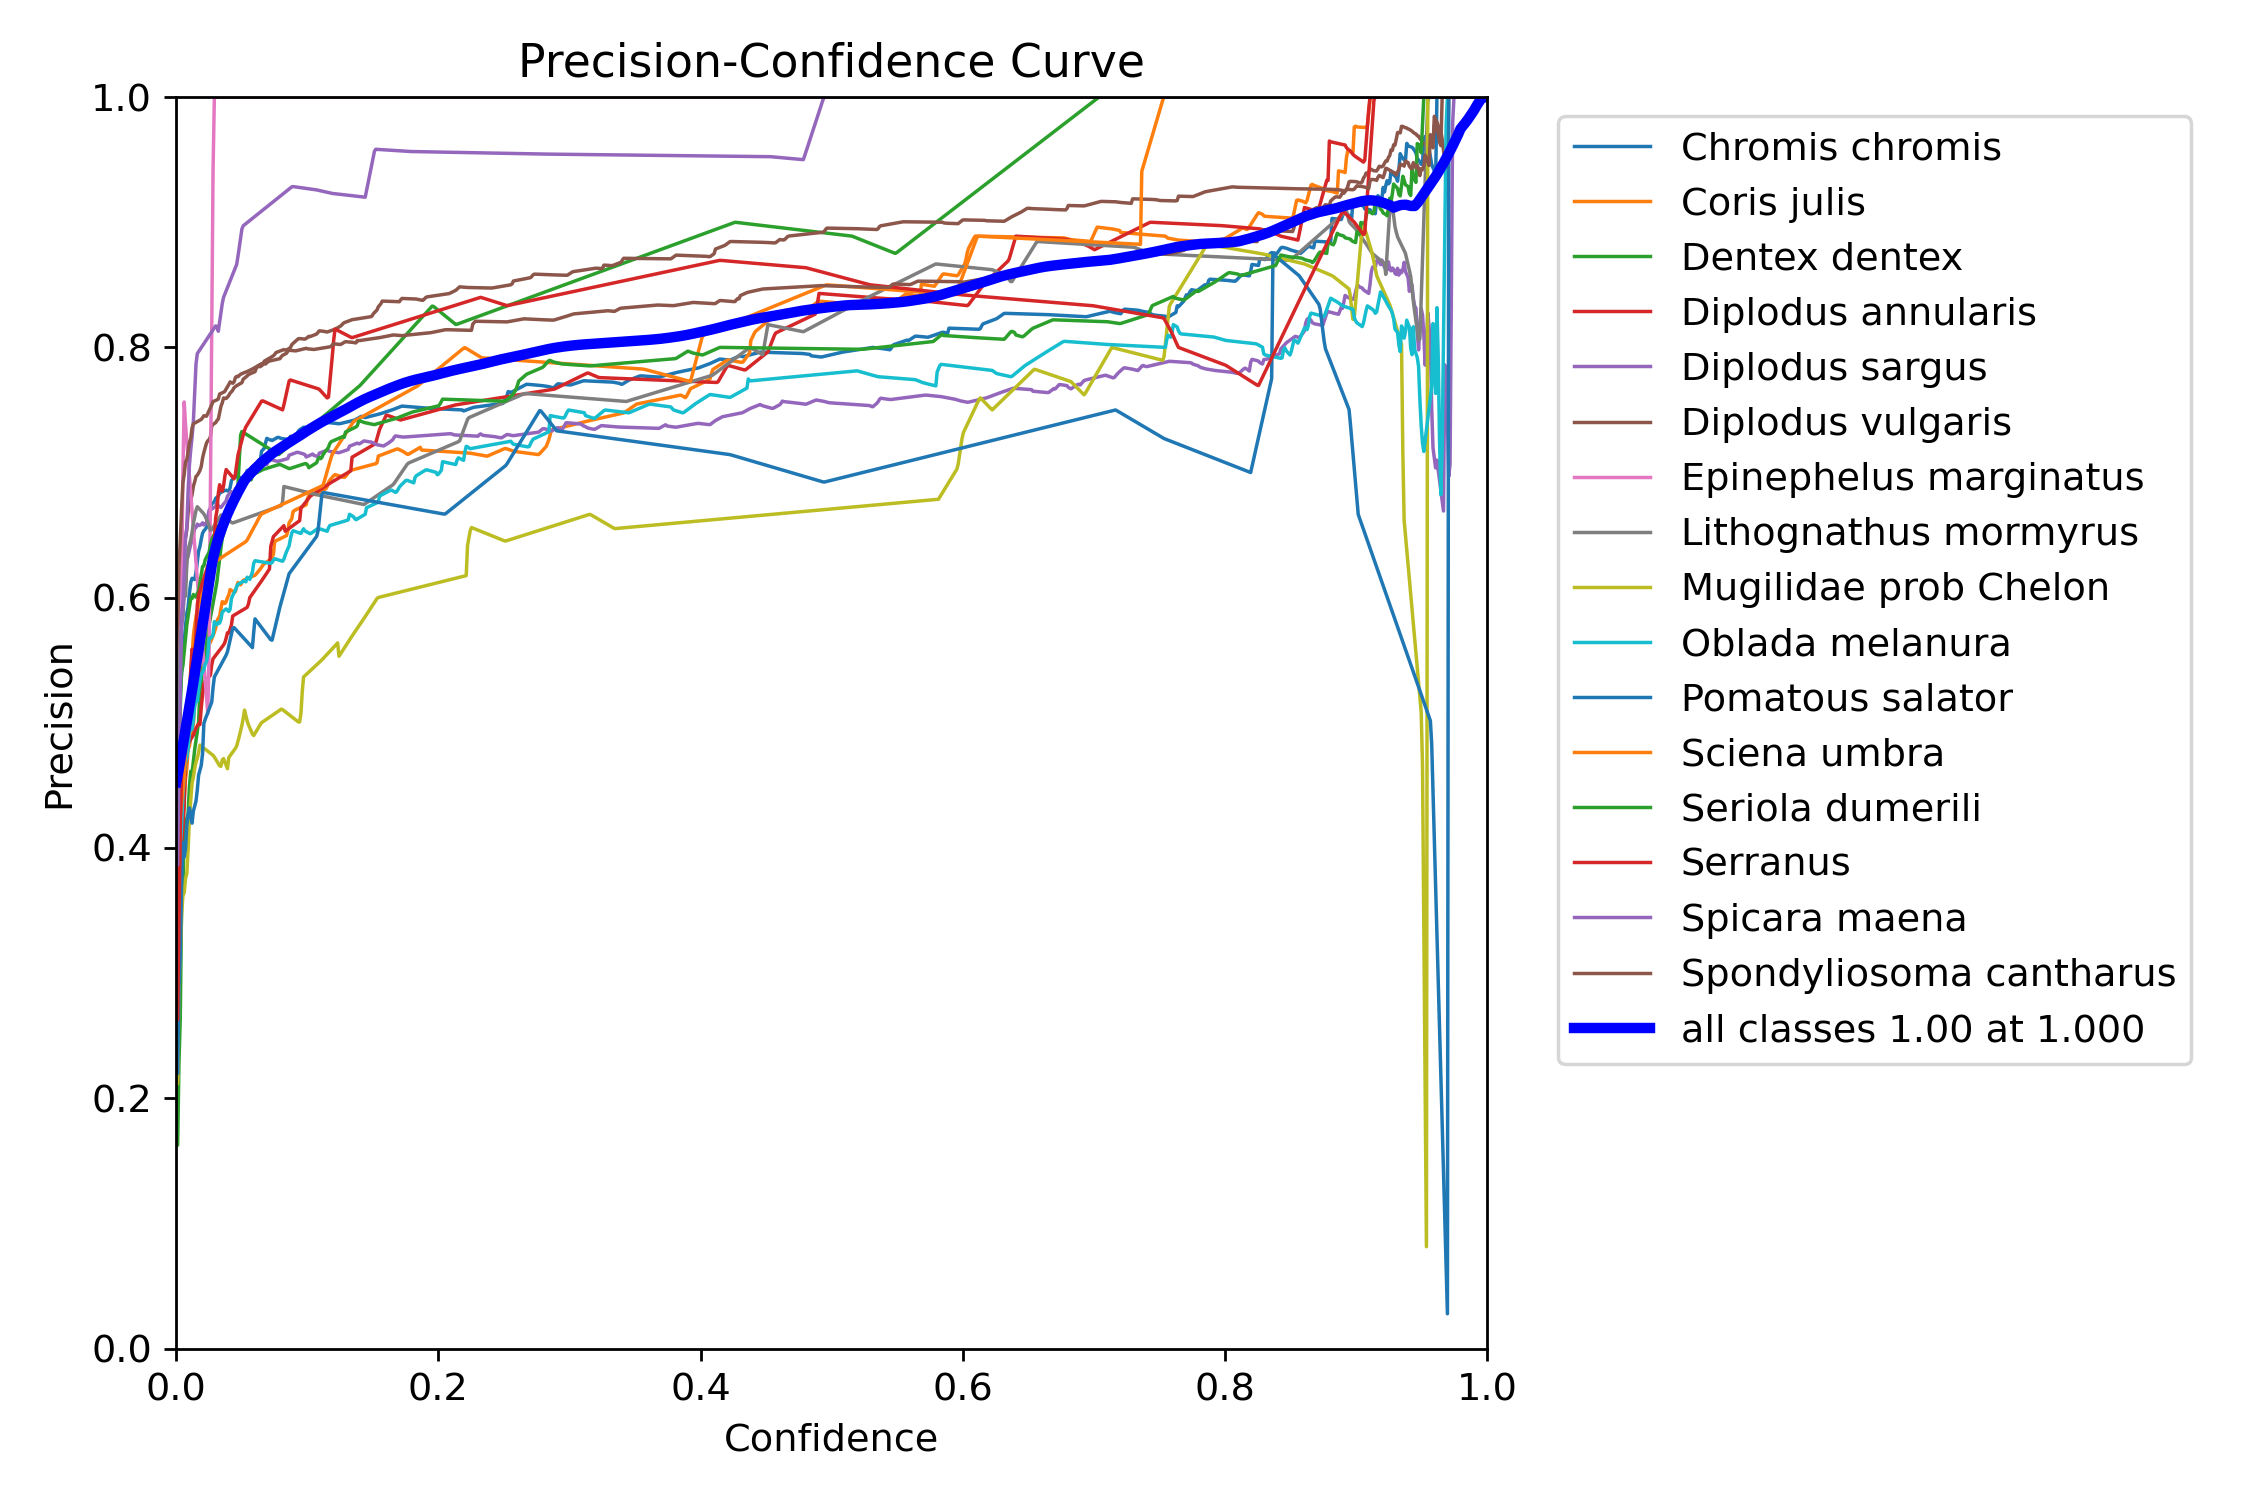 Precision-Confidence Curve
1.0
0.8
0.6
0.4
0.2
0.0
Precision
0.0 0.2 0.4 0.6 0.8 1.0
Confidence
Chromis chromis
Coris julis
Dentex dentex
Diplodus annularis
Diplodus sargus
Diplodus vulgaris
Epinephelus marginatus
Lithognathus mormyrus
Mugilidae prob Chelon
Oblada melanura
Pomatous salator
Sciena umbra
Seriola dumerili
Serranus
Spicara maena
Spondyliosoma cantharus
all classes 1.00 at 1.000